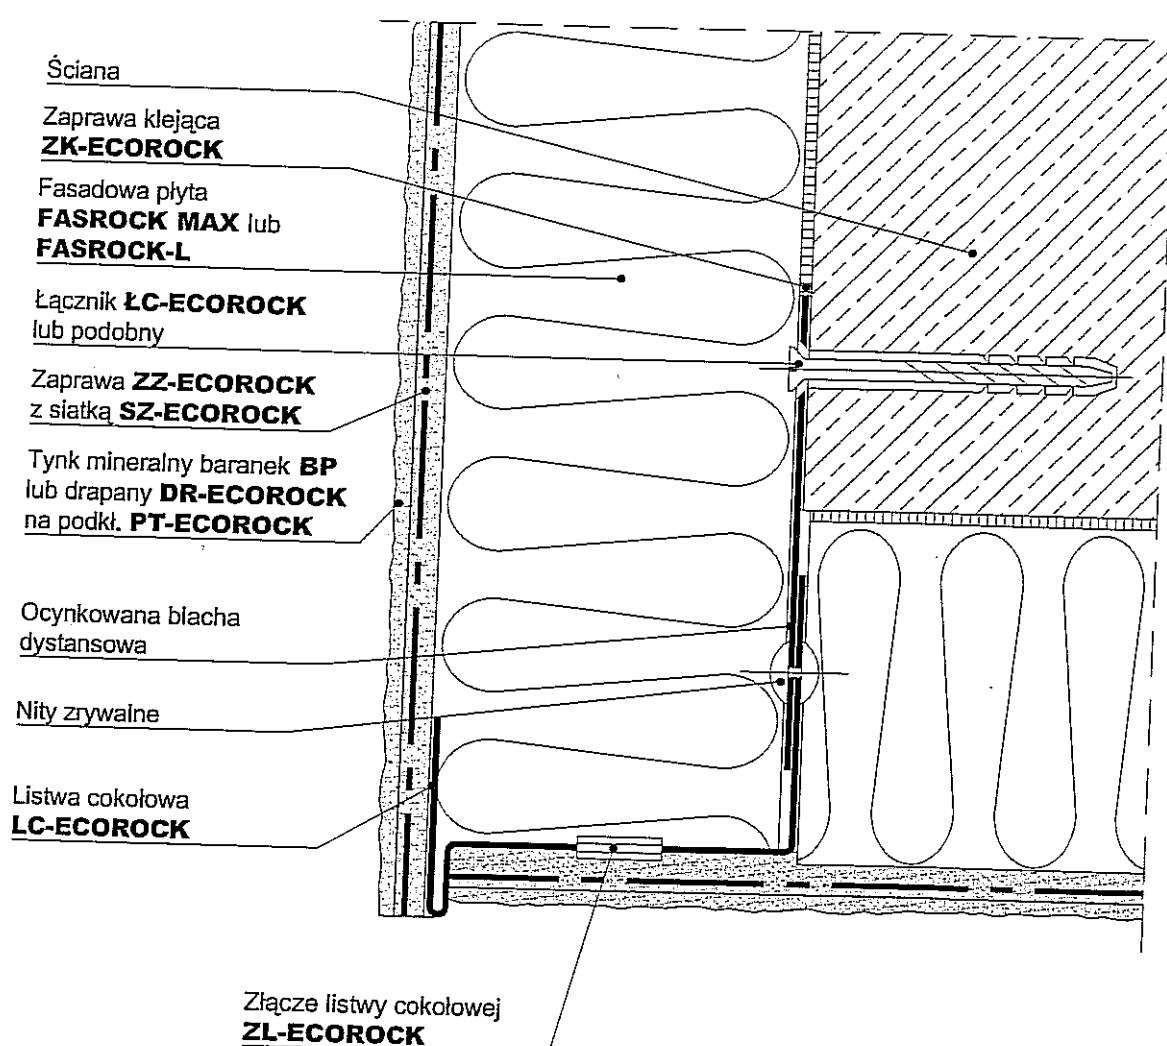 Ściana
Zaprawa klejąca
ZK-ECOROCK
Fasadowa płyta
FASROCK MAX lub
FASROCK-L
Łącznik ŁC-ECOROCK
lub podobny
Zaprawa ZZ-ECOROCK
z siatką SZ-ECOROCK
Tynk mineralny baranek BP
lub drapany DR-ECOROCK
na podkł. PT-ECOROCK
Ocynkowana blacha
dystansowa
Nity zrywalne
Listwa cokołowa
LC-ECOROCK
Złącze listwy cokołowej
ZL-ECOROCK